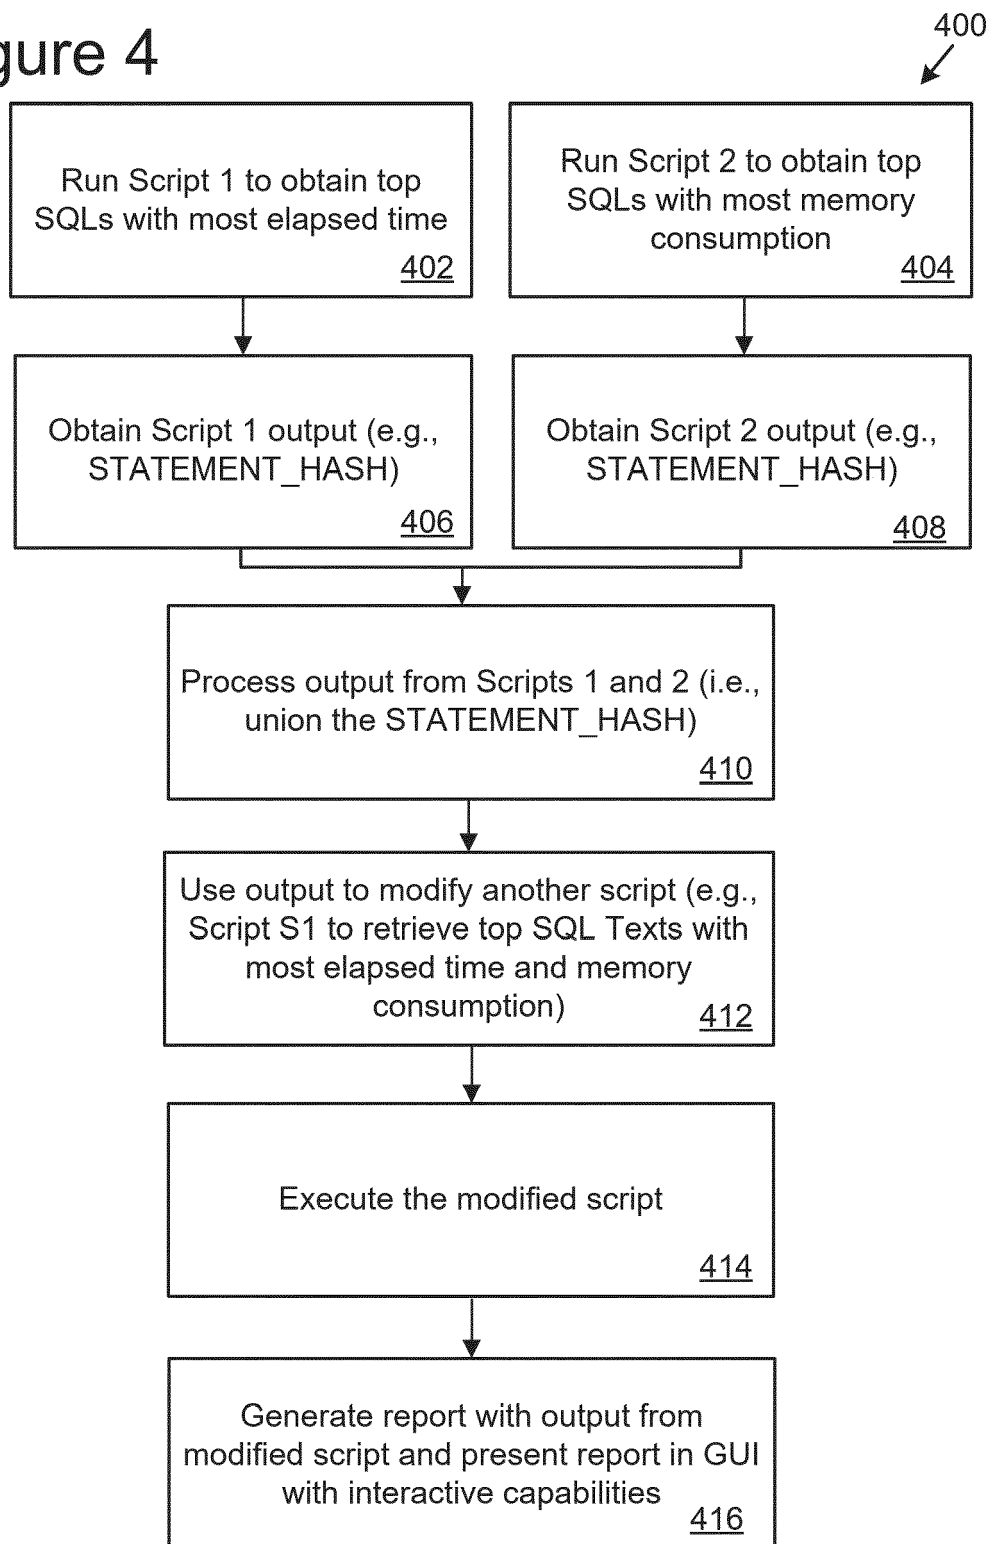 gure 4
400
Run Script 1 to obtain top
SQLs with most elapsed time
402
Run Script 2 to obtain top
SQLs with most memory
consumption
404
Obtain Script 1 output (e.g.,
STATEMENT_HASH)
406
Obtain Script 2 output (e.g.,
STATEMENT_HASH)
408
Process output from Scripts 1 and 2 (i.e.,
union the STATEMENT_HASH)
410
Use output to modify another script (e.g.,
Script S1 to retrieve top SQL Texts with
most elapsed time and memory
consumption)
412
Execute the modified script
414
Generate report with output from
modified script and present report in GUI
with interactive capabilities
416